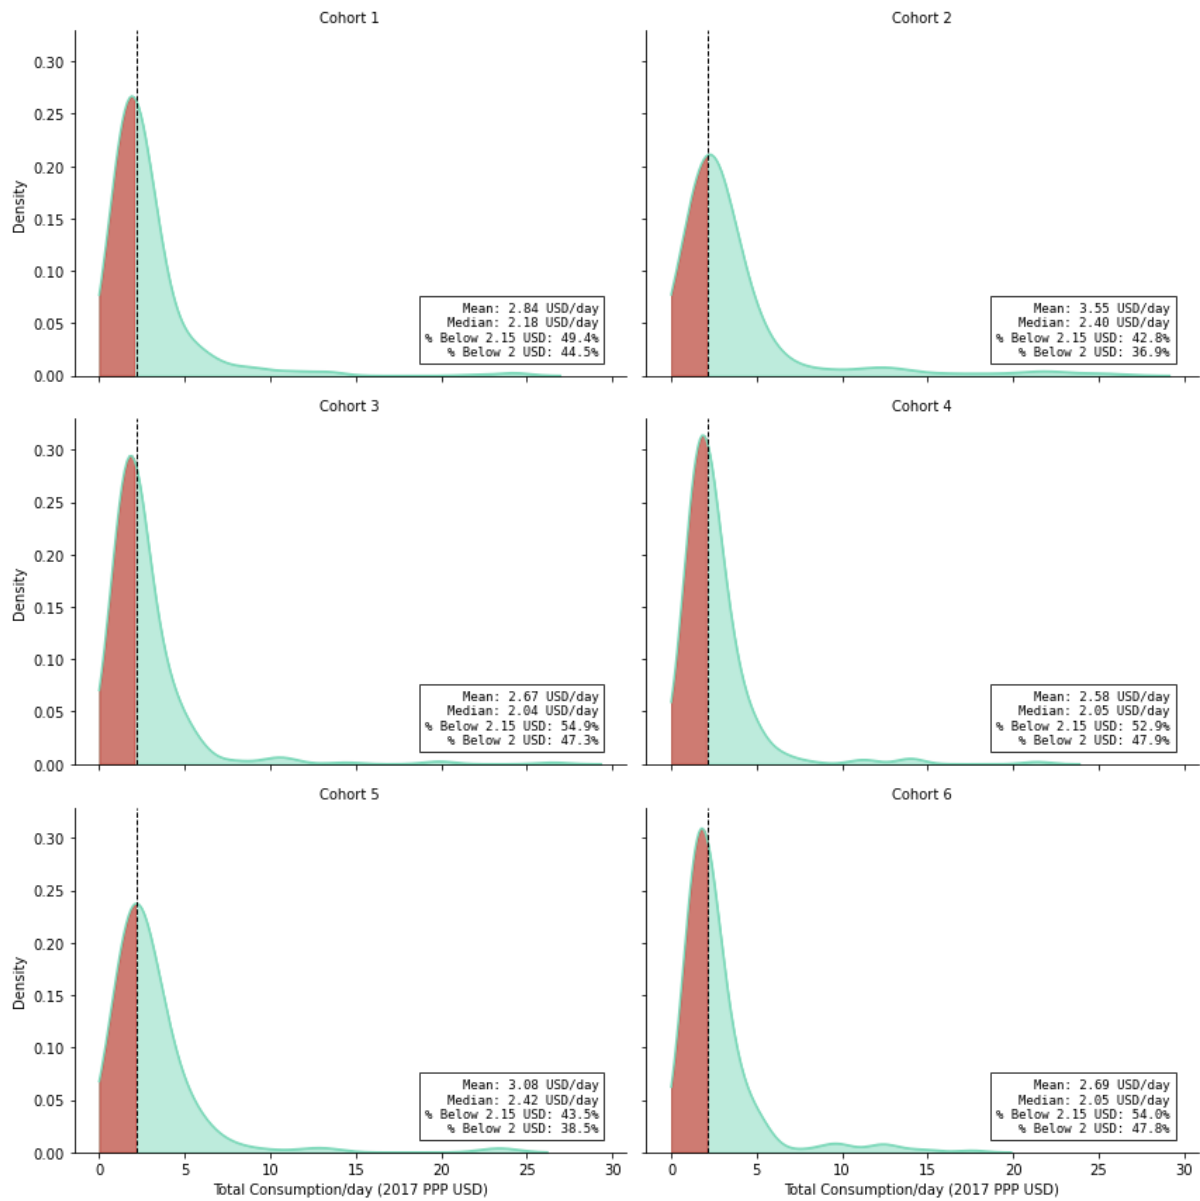 Cohort 1
Cohort 2
0.30
0.25
0.20
0.15
0.10
0.05
0.00
Density
Mean: 2.84 USD/day
Median: 2.18 USD/day
% Below 2.15 USD: 49.4%
% Below 2 USD: 44.5%
Mean: 3.55 USD/day
Median: 2.40 USD/day
% Below 2.15 USD: 42.8%
% Below 2 USD: 36.9%
Cohort 3
Cohort 4
0.30
0.25
0.20
0.15
0.10
0.05
0.00
Density
Mean: 2.67 USD/day
Median: 2.04 USD/day
% Below 2.15 USD: 54.9%
% Below 2 USD: 47.3%
Mean: 2.58 USD/day
Median: 2.05 USD/day
% Below 2.15 USD: 52.9%
% Below 2 USD: 47.9%
Cohort 5
Cohort 6
0.30
0.25
0.20
0.15
0.10
0.05
0.00
Density
Mean: 3.08 USD/day
Median: 2.42 USD/day
% Below 2.15 USD: 43.5%
% Below 2 USD: 38.5%
Mean: 2.69 USD/day
Median: 2.05 USD/day
% Below 2.15 USD: 54.0%
% Below 2 USD: 47.8%
0 5 10 15 20 25 30
Total Consumption/day (2017 PPP USD)
0 5 10 15 20 25 30
Total Consumption/day (2017 PPP USD)